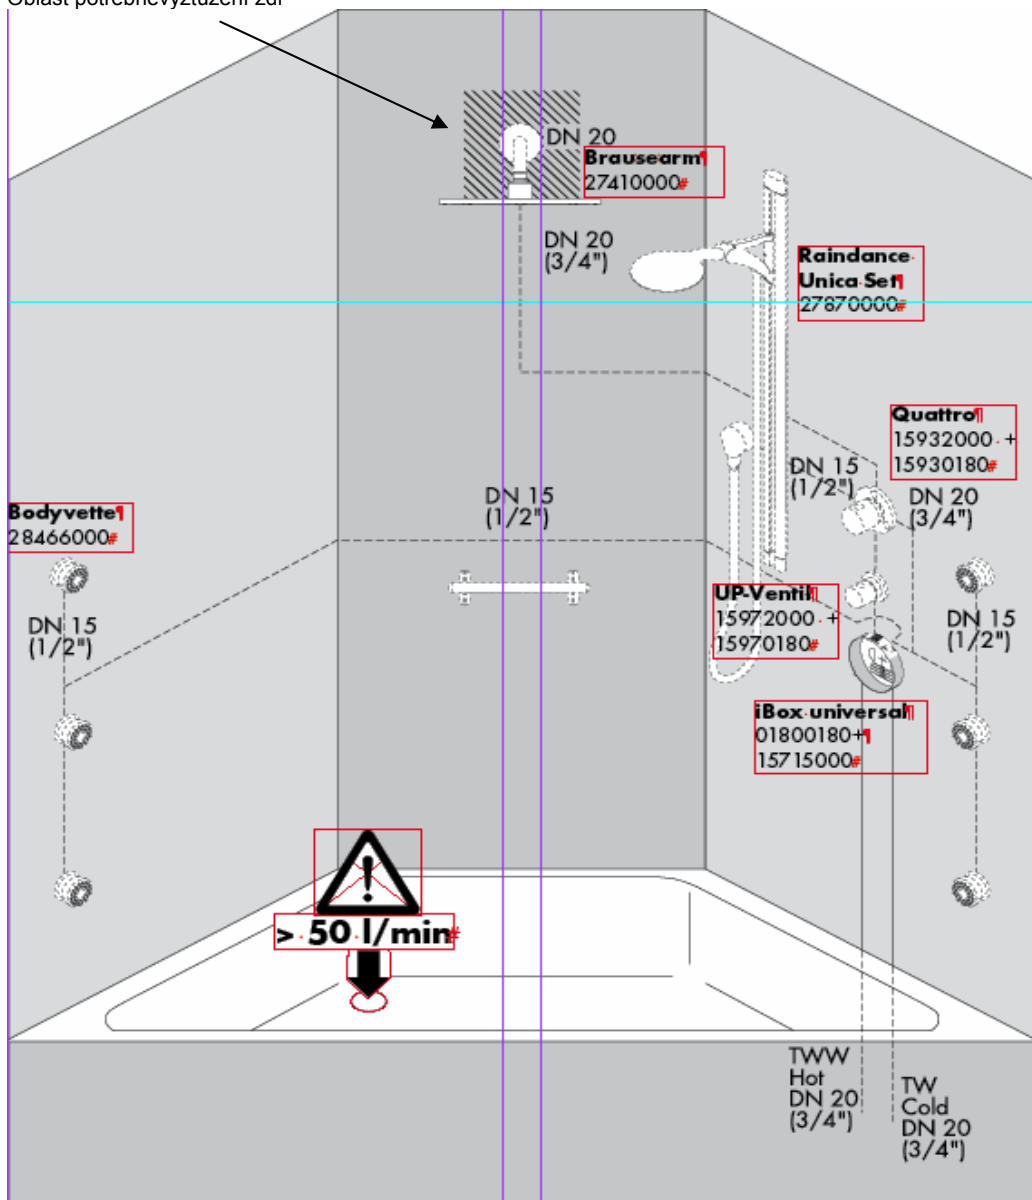 Oblast potřebnévyztužení zdi
DN 20
Brausearm¶
27410000#
DN 20
(3/4")
Raindance·
Unica·Set¶
27870000#
Quattro¶
15932000·+
15930180#
DN 15
(1/2")
DN 20
(3/4")
DN 15
(1/2")
Bodyvette¶
28466000#
DN 15
(1/2")
UP-Ventil¶
15972000·+
15970180#
DN 15
(1/2")
iBox·universal¶
01800180+¶
15715000#
>·50·l/min#
TWW
Hot
DN 20
(3/4")
TW
Cold
DN 20
(3/4")